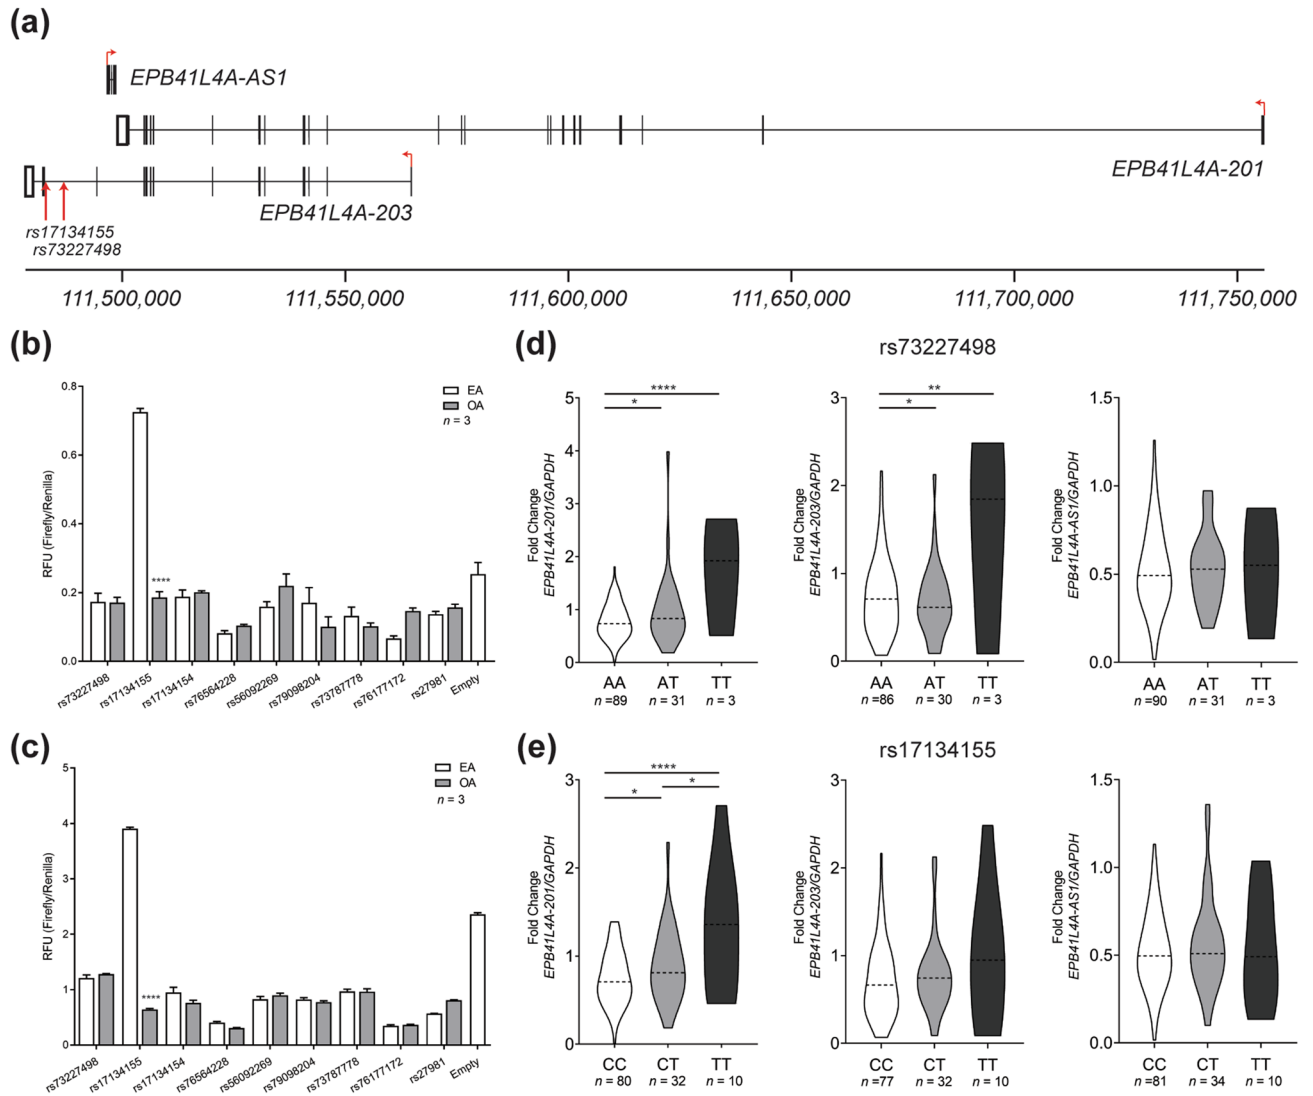 (a)
EPB41L4A-AS1
EPB41L4A-201
EPB41L4A-203
rs17134155
rs73227498
111,500,000 111,550,000 111,600,000 111,650,000 111,700,000 111,750,000
(b)
RFU (Firefly/Renilla)
0.8
0.6
0.4
0.2
0.0
EA
OA
n = 3
****
rs73227498 rs17134155 rs17134154 rs76564228 rs56092269 rs79098204 rs73787778 rs76177172 rs27981 Empty
(c)
RFU (Firefly/Renilla)
5
4
3
2
1
0
EA
OA
n = 3
****
rs73227498 rs17134155 rs17134154 rs76564228 rs56092269 rs79098204 rs73787778 rs76177172 rs27981 Empty
(d)
rs73227498
Fold Change
EPB41L4A-201/GAPDH
5
4
3
2
1
0
****
*
AA AT TT
n =89 n = 31 n = 3
Fold Change
EPB41L4A-203/GAPDH
3
2
1
0
**
*
AA AT TT
n =86 n = 30 n = 3
Fold Change
EPB41L4A-AS1/GAPDH
1.5
1.0
0.5
0.0
AA AT TT
n =90 n = 31 n = 3
(e)
rs17134155
Fold Change
EPB41L4A-201/GAPDH
3
2
1
0
****
*
*
CC CT TT
n = 80 n = 32 n = 10
Fold Change
EPB41L4A-203/GAPDH
3
2
1
0
CC CT TT
n =77 n = 32 n = 10
Fold Change
EPB41L4A-AS1/GAPDH
1.5
1.0
0.5
0.0
CC CT TT
n =81 n = 34 n = 10